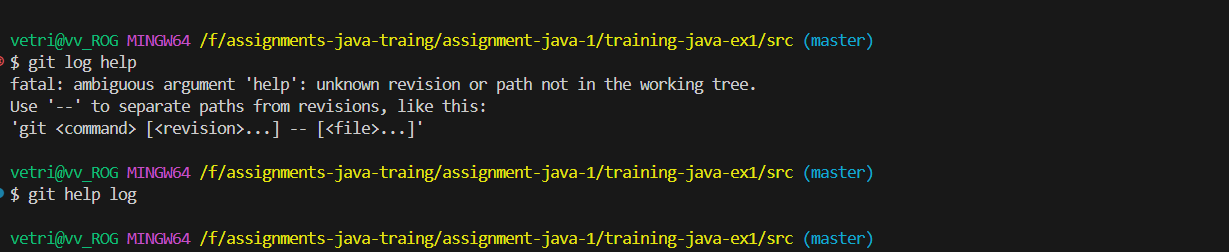 vetri@vv_ROG MINGW64 /f/assignments-java-traing/assignment-java-1/training-java-ex1/src (master)
$ git log help
fatal: ambiguous argument 'help': unknown revision or path not in the working tree.
Use '--' to separate paths from revisions, like this:
'git <command> [<revision>...] -- [<file>...]'
vetri@vv_ROG MINGW64 /f/assignments-java-traing/assignment-java-1/training-java-ex1/src (master)
$ git help log
vetri@vv_ROG MINGW64 /f/assignments-java-traing/assignment-java-1/training-java-ex1/src (master)